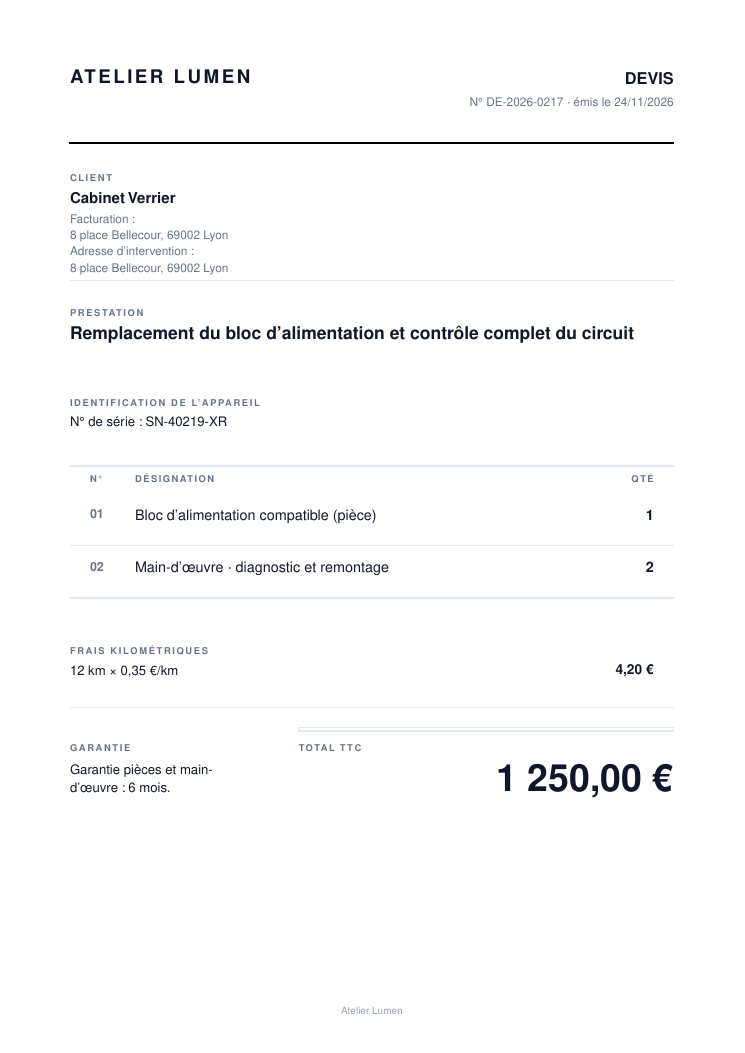 ATELIER LUMEN
DEVIS
N° DE-2026-0217 · émis le 24/11/2026
CLIENT
Cabinet Verrier
Facturation :
8 place Bellecour, 69002 Lyon
Adresse d’intervention :
8 place Bellecour, 69002 Lyon
PRESTATION
Remplacement du bloc d’alimentation et contrôle complet du circuit
IDENTIFICATION DE L’APPAREIL
N° de série : SN-40219-XR
N° DÉSIGNATION QTÉ
01 Bloc d’alimentation compatible (pièce) 1
02 Main-d’œuvre · diagnostic et remontage 2
FRAIS KILOMÉTRIQUES
12 km × 0,35 €/km 4,20 €
GARANTIE
Garantie pièces et main-
d’œuvre : 6 mois.
TOTAL TTC
1 250,00 €
Atelier Lumen